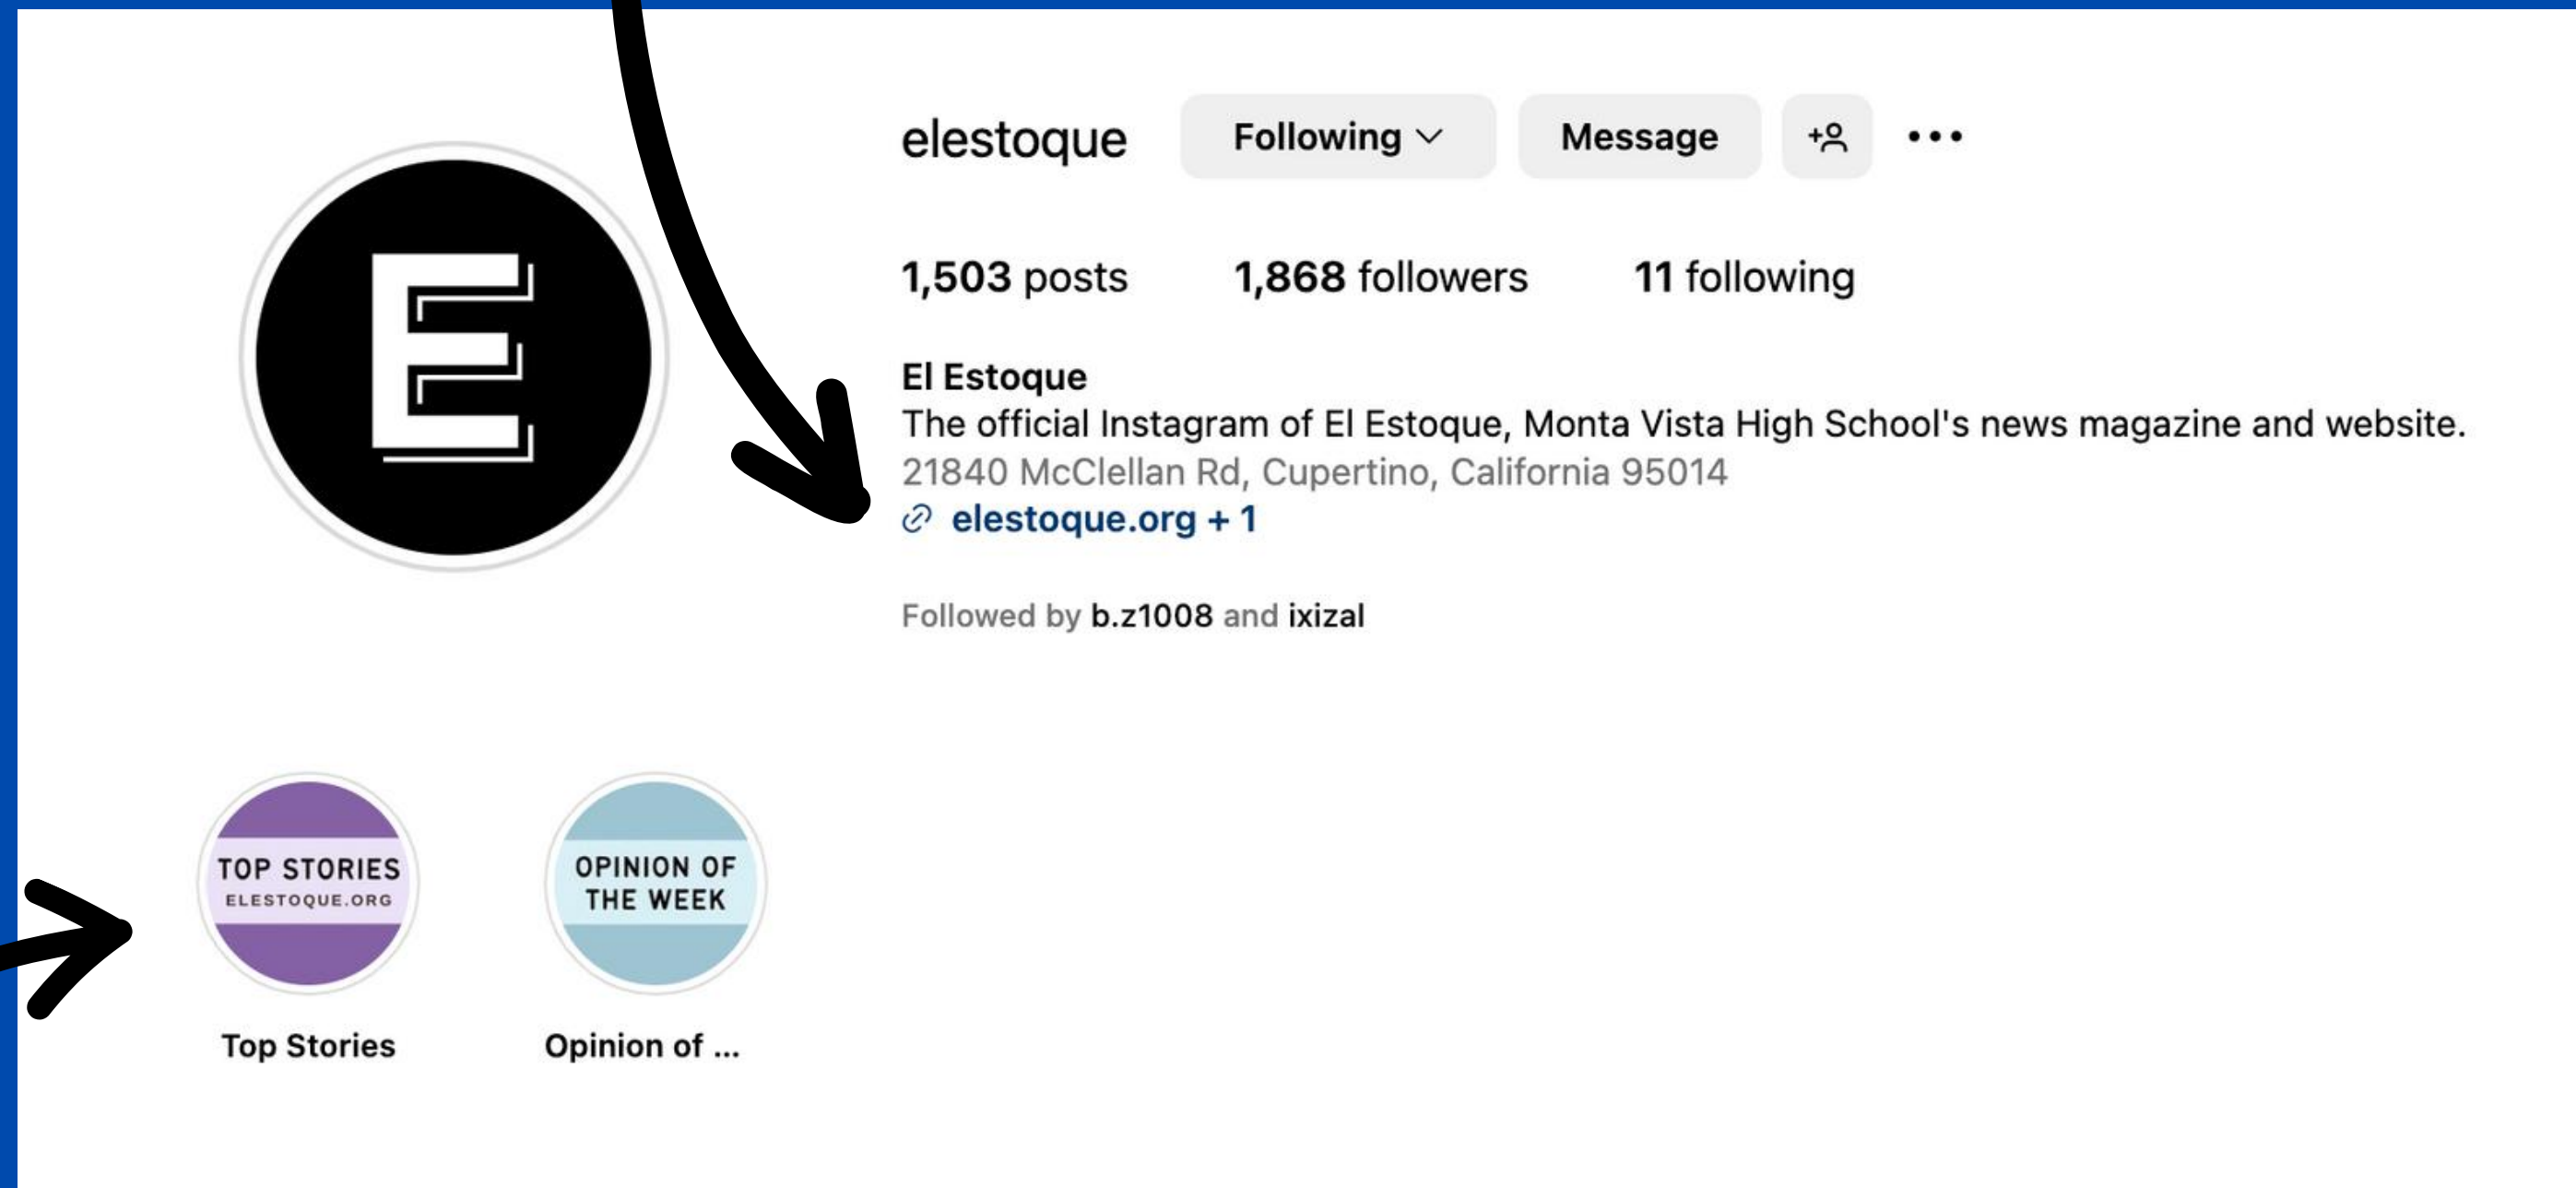 elestoque Following Message
1,503 posts 1,868 followers 11 following
E
El Estoque
The official Instagram of El Estoque, Monta Vista High School's news magazine and website.
21840 McClellan Rd, Cupertino, California 95014
elestoque.org + 1
Followed by b.z1008 and ixizal
TOP STORIES
ELESTOQUE.ORG
OPINION OF
THE WEEK
Top Stories
Opinion of ...